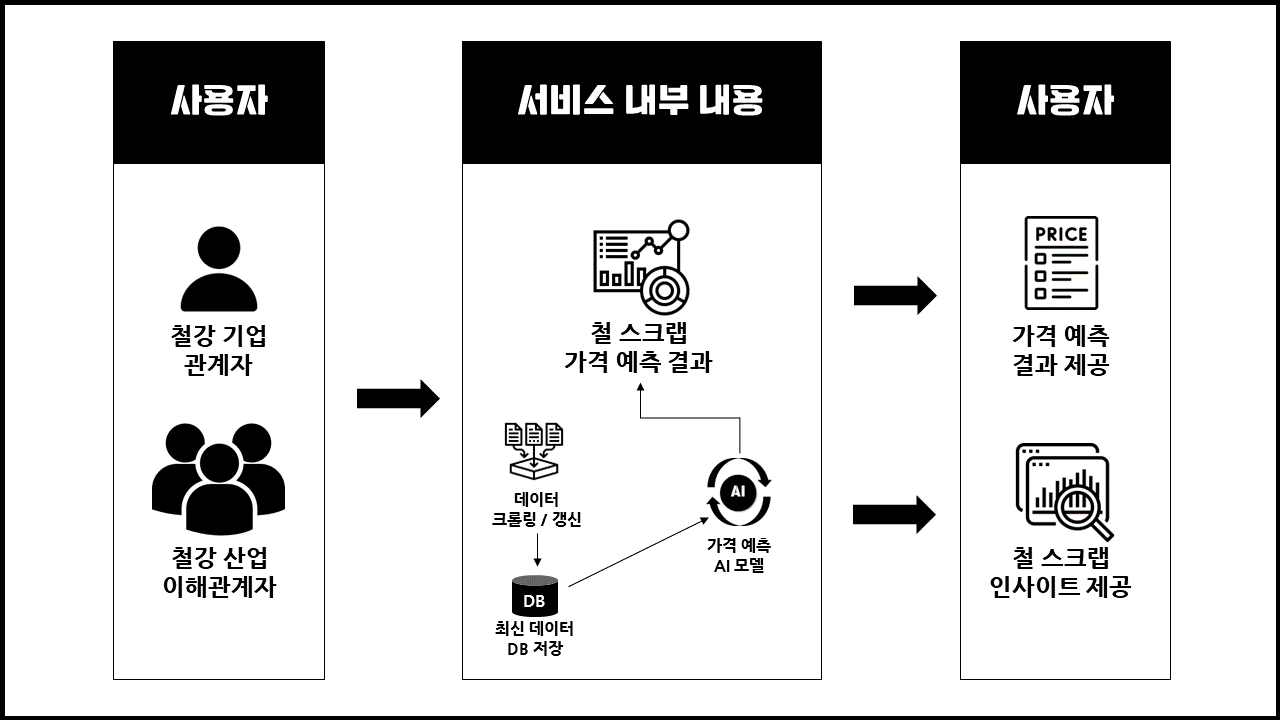 사용자
철강 기업
관계자
철강 산업
이해관계자
서비스 내부 내용
철 스크랩
가격 예측 결과
데이터
크롤링 / 갱신
DB
최신 데이터
DB 저장
AI
가격 예측
AI 모델
사용자
PRICE
가격 예측
결과 제공
철 스크랩
인사이트 제공